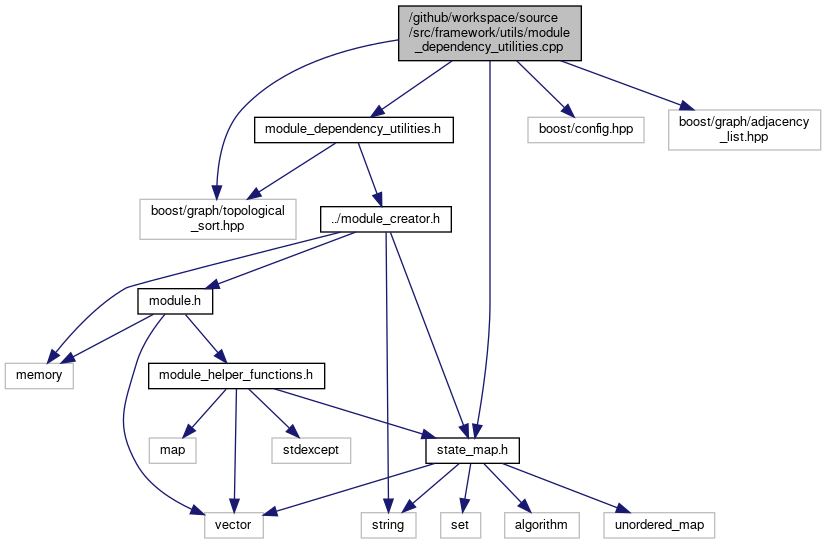 /github/workspace/source
/src/framework/utils/module
_dependency_utilities.cpp
module_dependency_utilities.h
boost/config.hpp
boost/graph/adjacency
_list.hpp
boost/graph/topological
_sort.hpp
../module_creator.h
module.h
memory
module_helper_functions.h
map
stdexcept
state_map.h
vector
string
set
algorithm
unordered_map